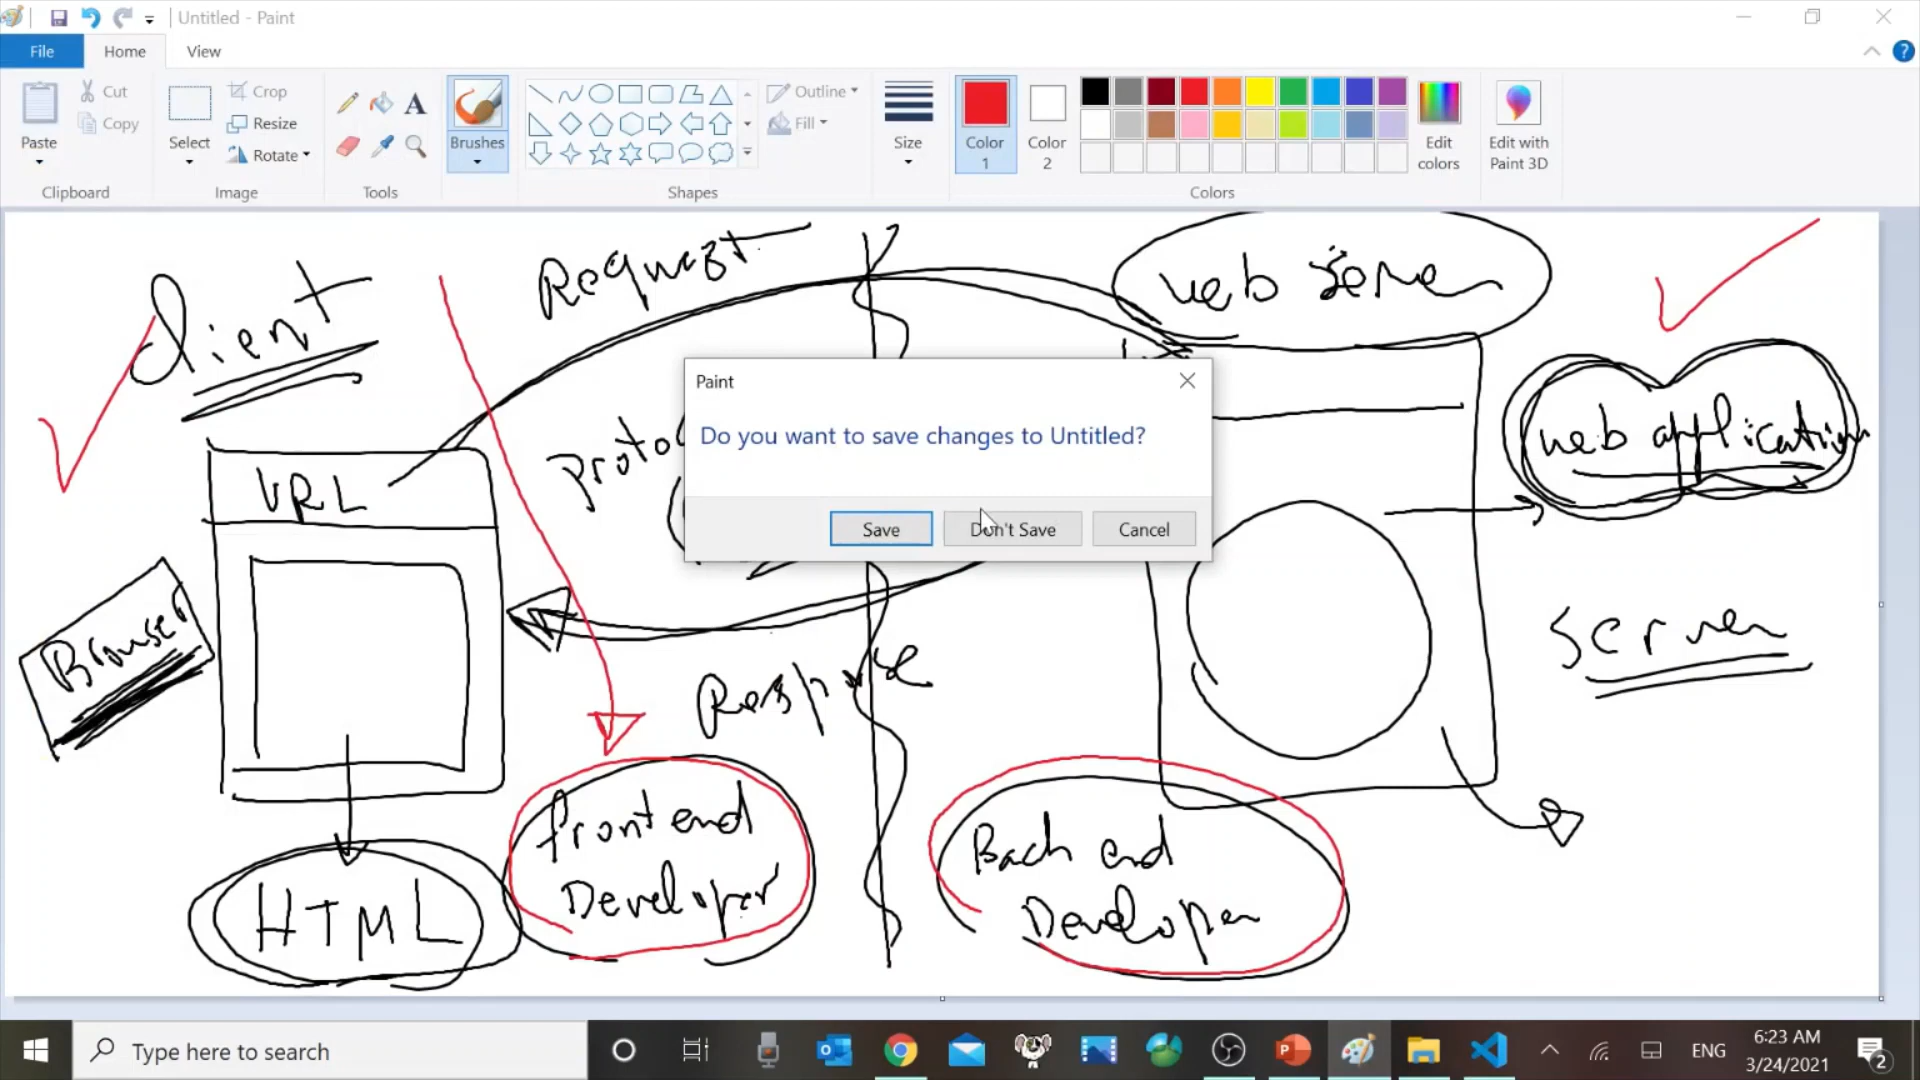 Untitled - Paint
File
Home
View
Paste
Cut
Copy
Clipboard
Select
Crop
Resize
Rotate
Image
Tools
Brushes
Shapes
Outline
Fill
Size
Color
1
Color
2
Edit
colors
Colors
Edit with
Paint 3D
Client
Request
web server
web application
Paint
Do you want to save changes to Untitled?
Save
Don't Save
Cancel
URL
Browser
Response
Server
Front end
Developer
Back end
Developer
HTML
Type here to search
ENG
6:23 AM
3/24/2021
2